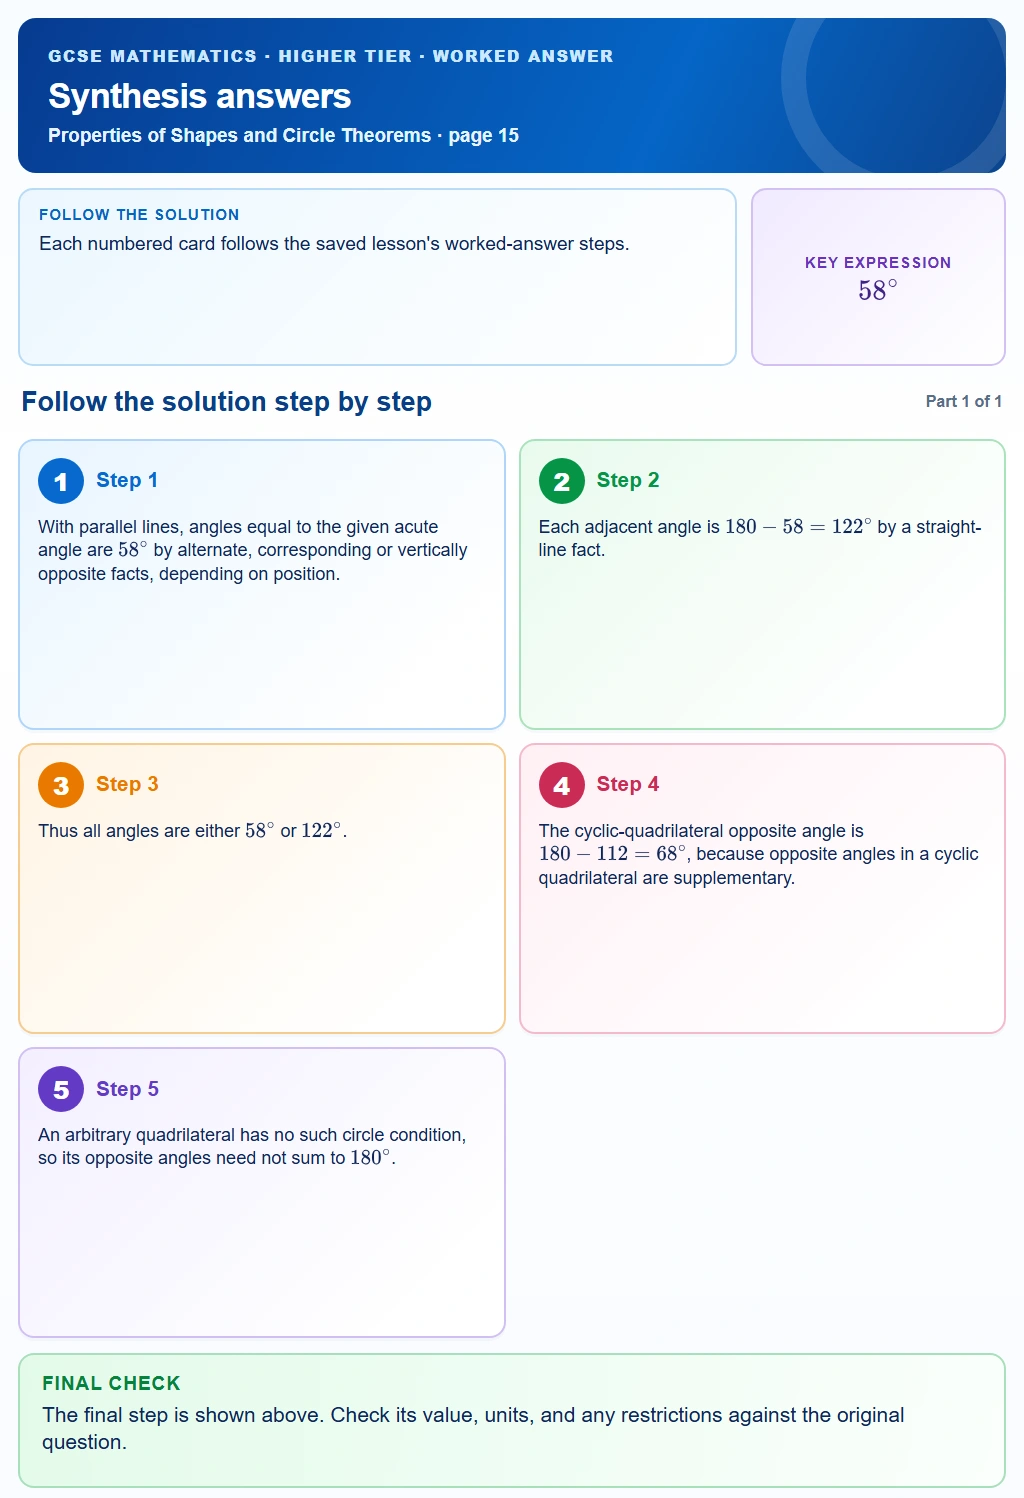 GCSE MATHEMATICS · HIGHER TIER · WORKED ANSWER
Synthesis answers
Properties of Shapes and Circle Theorems · page 15
FOLLOW THE SOLUTION
Each numbered card follows the saved lesson's worked-answer steps.
KEY EXPRESSION
58°
Follow the solution step by step
Part 1 of 1
1 Step 1
With parallel lines, angles equal to the given acute
angle are 58° by alternate, corresponding or vertically
opposite facts, depending on position.
2 Step 2
Each adjacent angle is 180 − 58 = 122° by a straight-
line fact.
3 Step 3
Thus all angles are either 58° or 122°.
4 Step 4
The cyclic-quadrilateral opposite angle is
180 − 112 = 68°, because opposite angles in a cyclic
quadrilateral are supplementary.
5 Step 5
An arbitrary quadrilateral has no such circle condition,
so its opposite angles need not sum to 180°.
FINAL CHECK
The final step is shown above. Check its value, units, and any restrictions against the original
question.